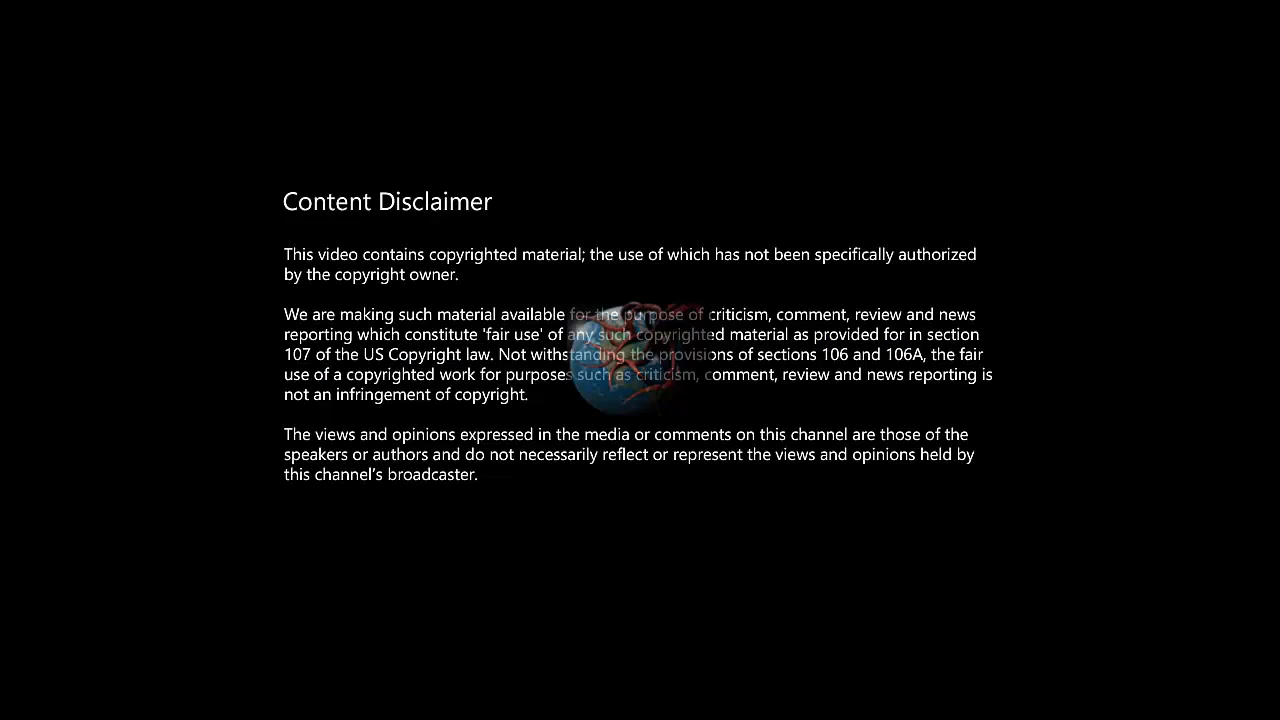 Content Disclaimer
This video contains copyrighted material; the use of which has not been specifically authorized
by the copyright owner.
We are making such material available for the purpose of criticism, comment, review and news
reporting which constitute 'fair use' of any such copyrighted material as provided for in section
107 of the US Copyright law. Not withstanding the provisions of sections 106 and 106A, the fair
use of a copyrighted work for purposes such as criticism, comment, review and news reporting is
not an infringement of copyright.
The views and opinions expressed in the media or comments on this channel are those of the
speakers or authors and do not necessarily reflect or represent the views and opinions held by
this channel’s broadcaster.